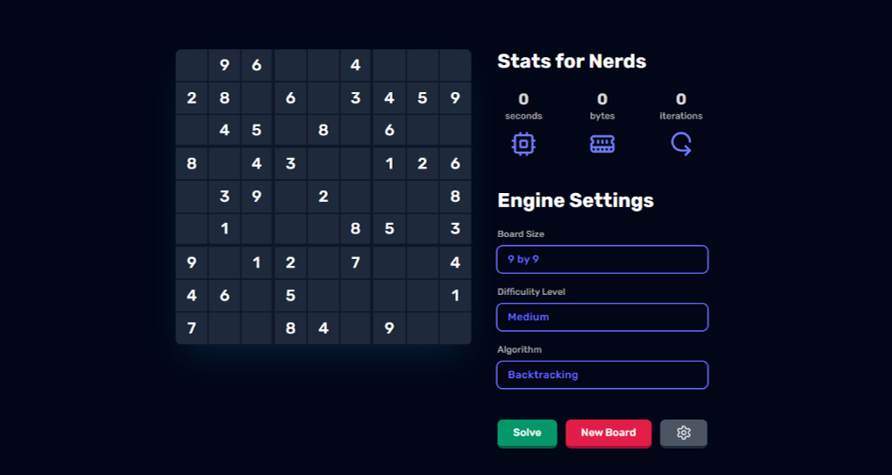 9 6 4
2 8 6 3 4 5 9
4 5 8 6
8 4 3 1 2 6
3 9 2 8
1 8 5 3
9 1 2 7 4
4 6 5 1
7 8 4 9
Stats for Nerds
0 0 0
seconds bytes iterations
Engine Settings
Board Size
9 by 9
Difficulity Level
Medium
Algorithm
Backtracking
Solve New Board